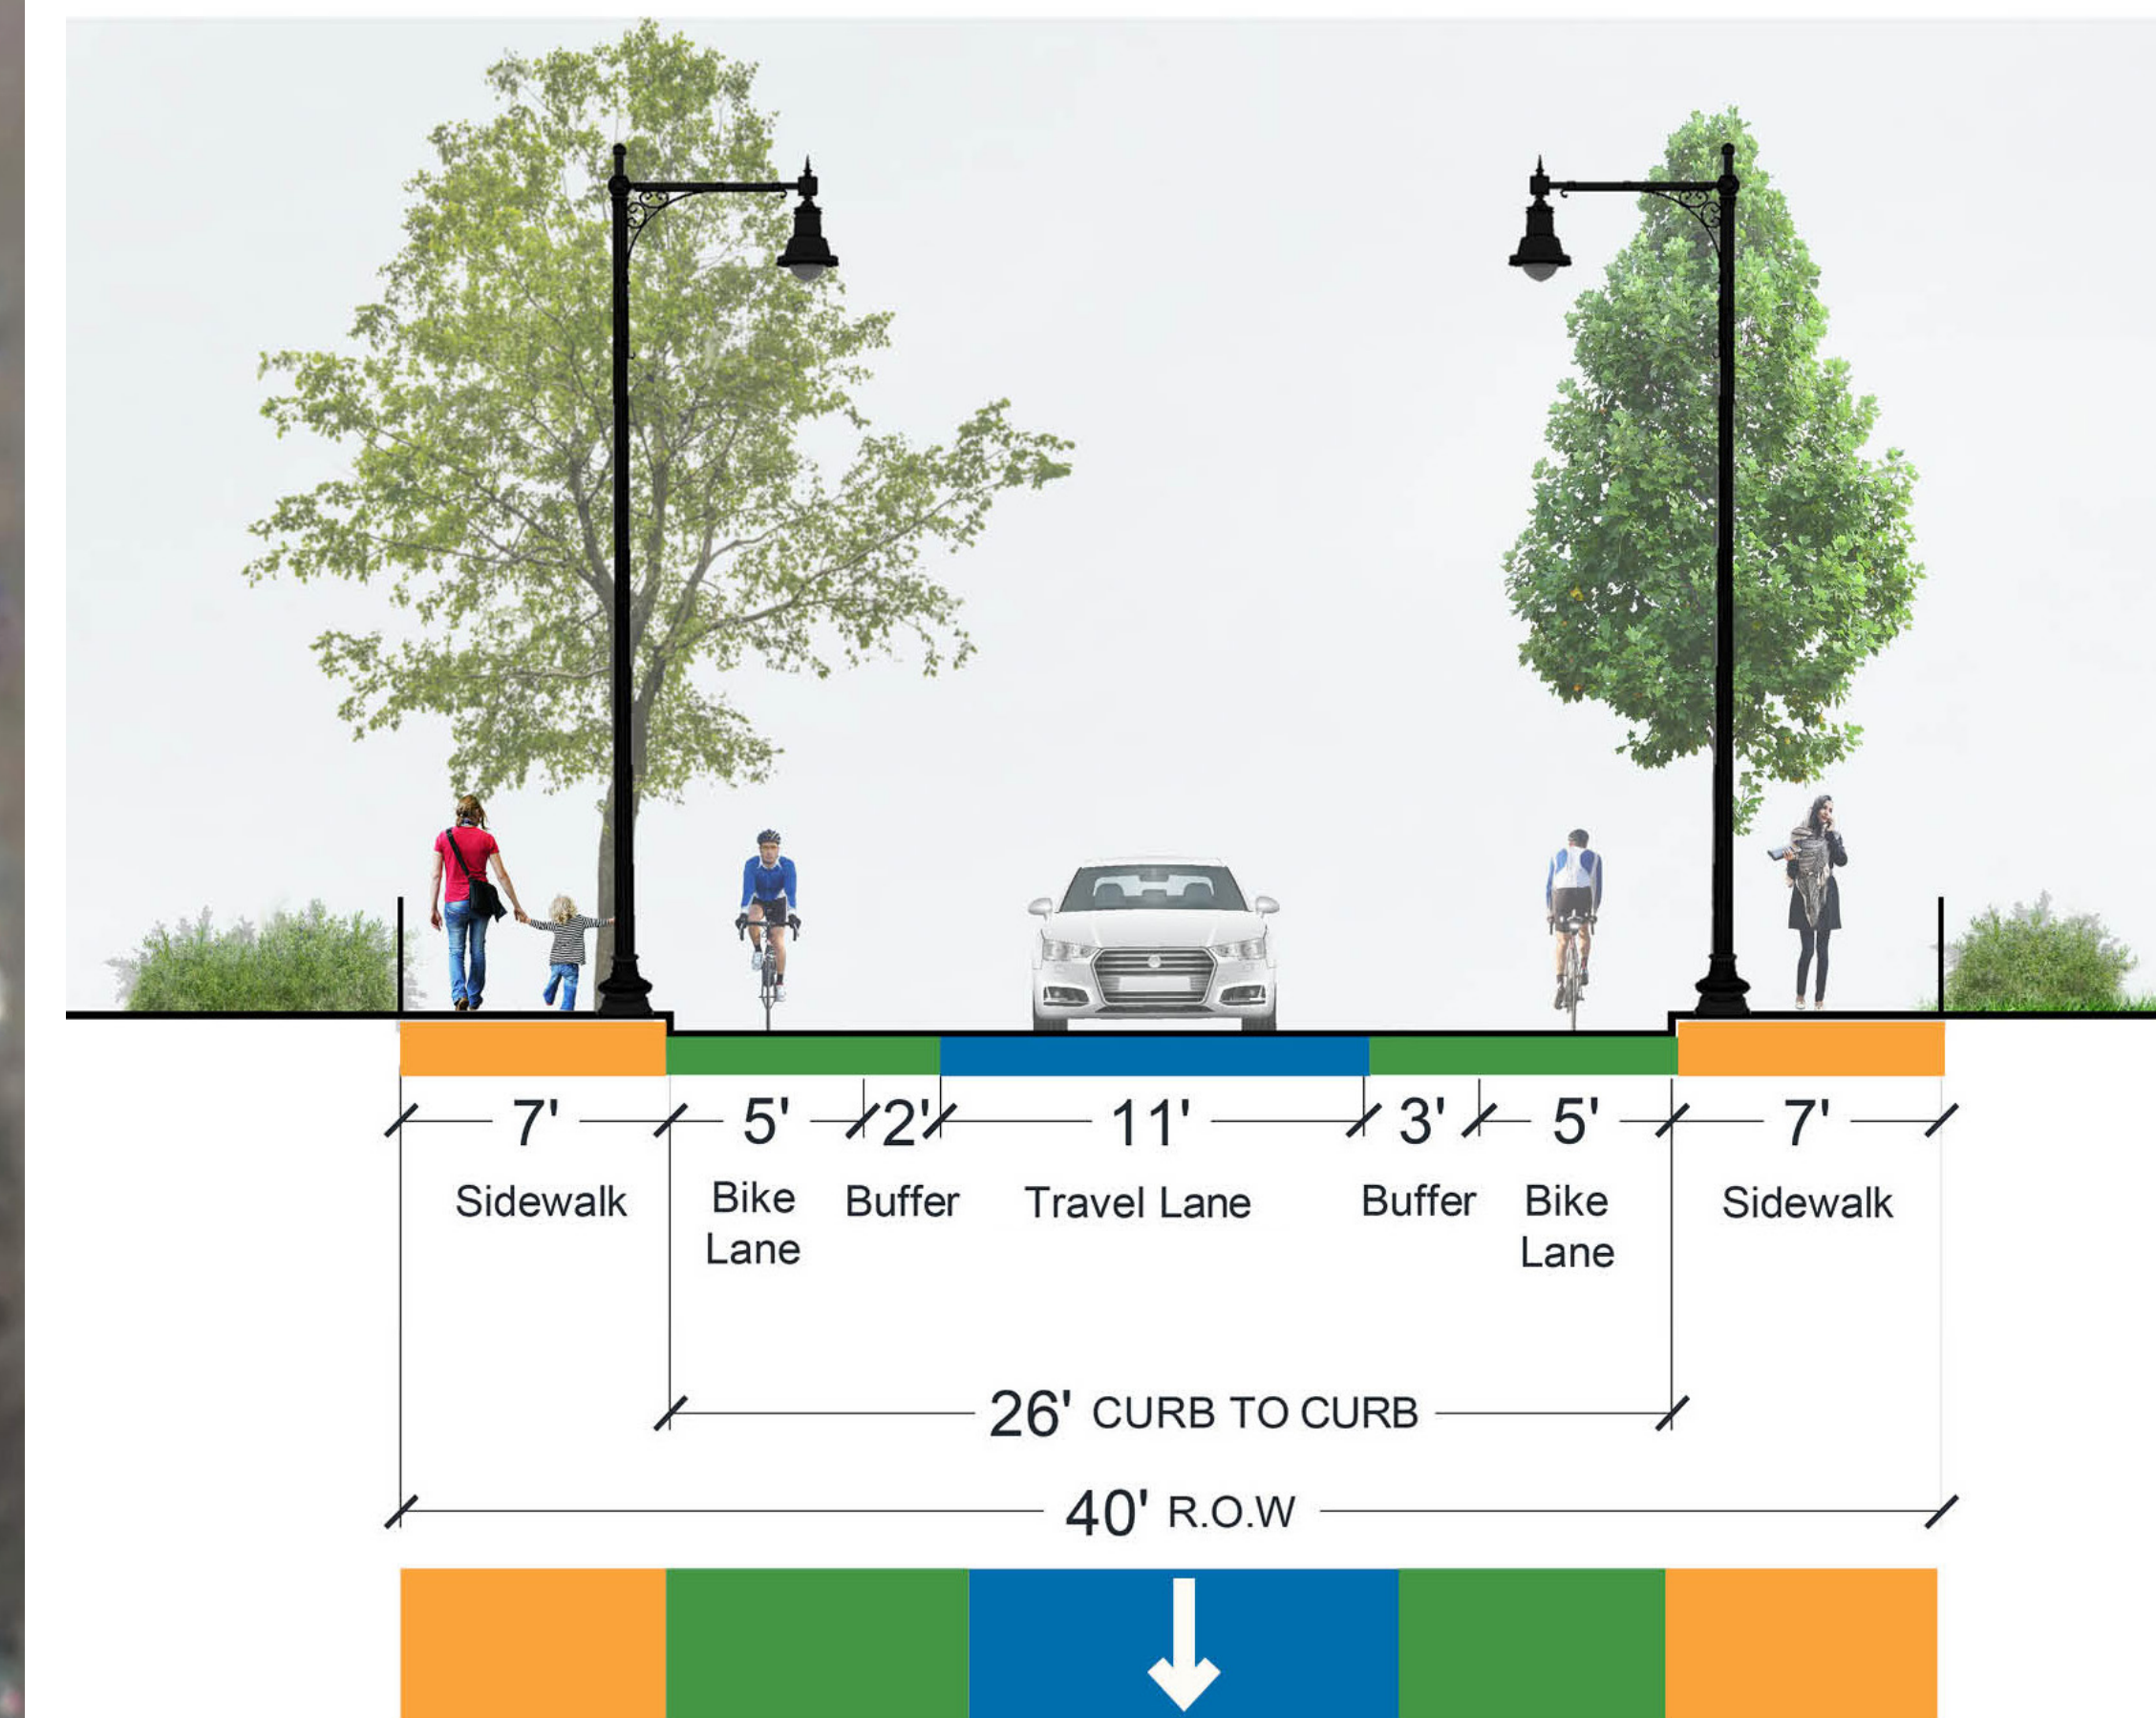 7' 5' 2' 11' 3' 5' 7'
Sidewalk Bike Buffer Travel Lane Buffer Bike Sidewalk
Lane Lane
26' CURB TO CURB
40' R.O.W